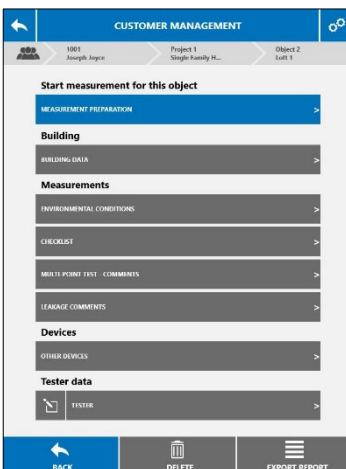 CUSTOMER MANAGEMENT
1001
Joseph Joyce
Project 1
Single Family H...
Object 2
Loft 1
Start measurement for this object
MEASUREMENT PREPARATION >
Building
BUILDING DATA >
Measurements
ENVIRONMENTAL CONDITIONS >
CHECKLIST >
MULTI-POINT TEST - COMMENTS >
LEAKAGE COMMENTS >
Devices
OTHER DEVICES >
Tester data
TESTER >
BACK
DELETE
EXPORT REPORT